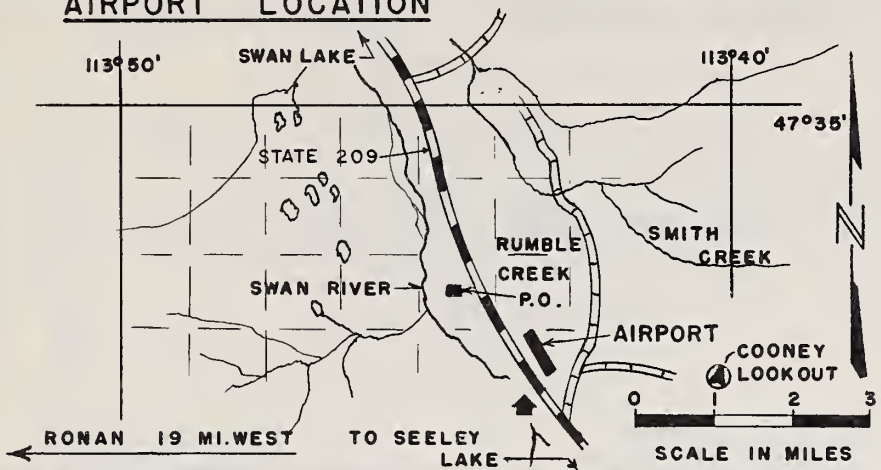 AIRPORT LOCATION
SWAN LAKE
113° 50'
113° 40'
47° 35'
STATE 209
N
SMITH
CREEK
RUMBLE
CREEK
P.O.
SWAN RIVER
AIRPORT
COONEY
LOOKOUT
0 1 2 3
RONAN 19 MI. WEST
TO SEELEY
LAKE
SCALE IN MILES